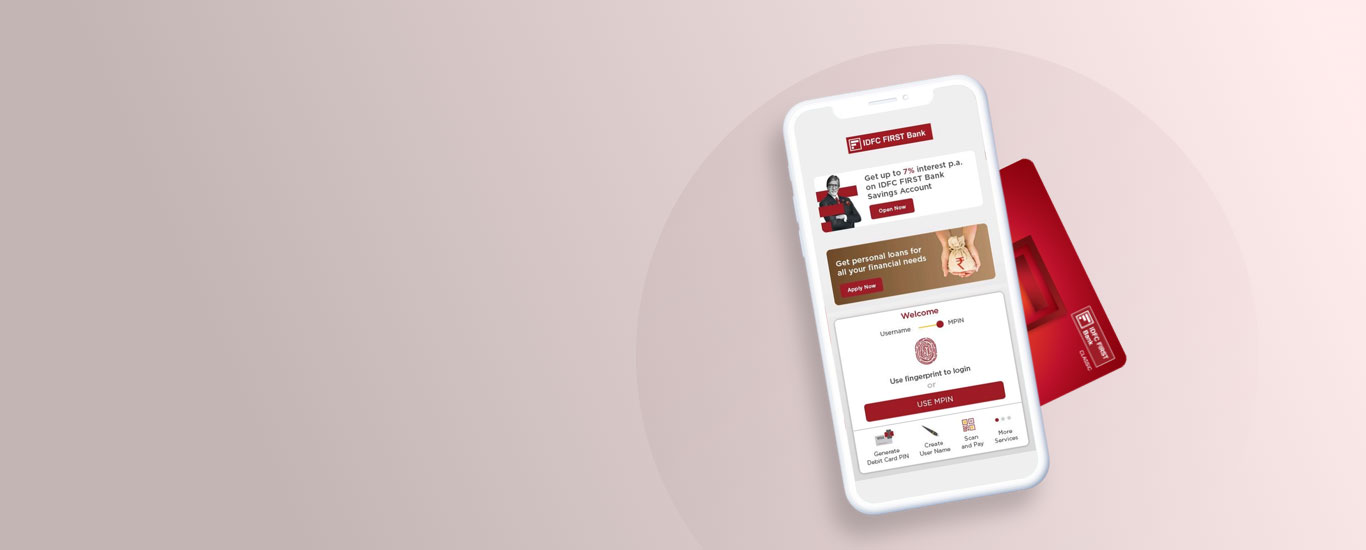 IDFC FIRST Bank
Get up to 7% interest p.a.
on IDFC FIRST Bank
Savings Account
Open Now
Get personal loans for
all your financial needs
Apply Now
Welcome
Username
MPIN
Use fingerprint to login
or
USE MPIN
Generate
Debit Card PIN
Create
User Name
Scan
and Pay
More
Services
IDFC FIRST
Bank
CLASSIC